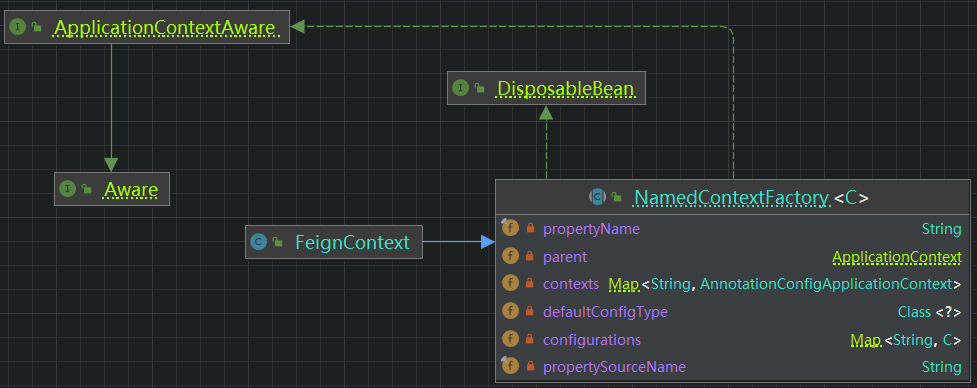 ApplicationContextAware
DisposableBean
Aware
NamedContextFactory <C>
FeignContext
propertyName String
parent ApplicationContext
contexts Map<String, AnnotationConfigApplicationContext>
defaultConfigType Class <?>
configurations Map <String, C>
propertySourceName String